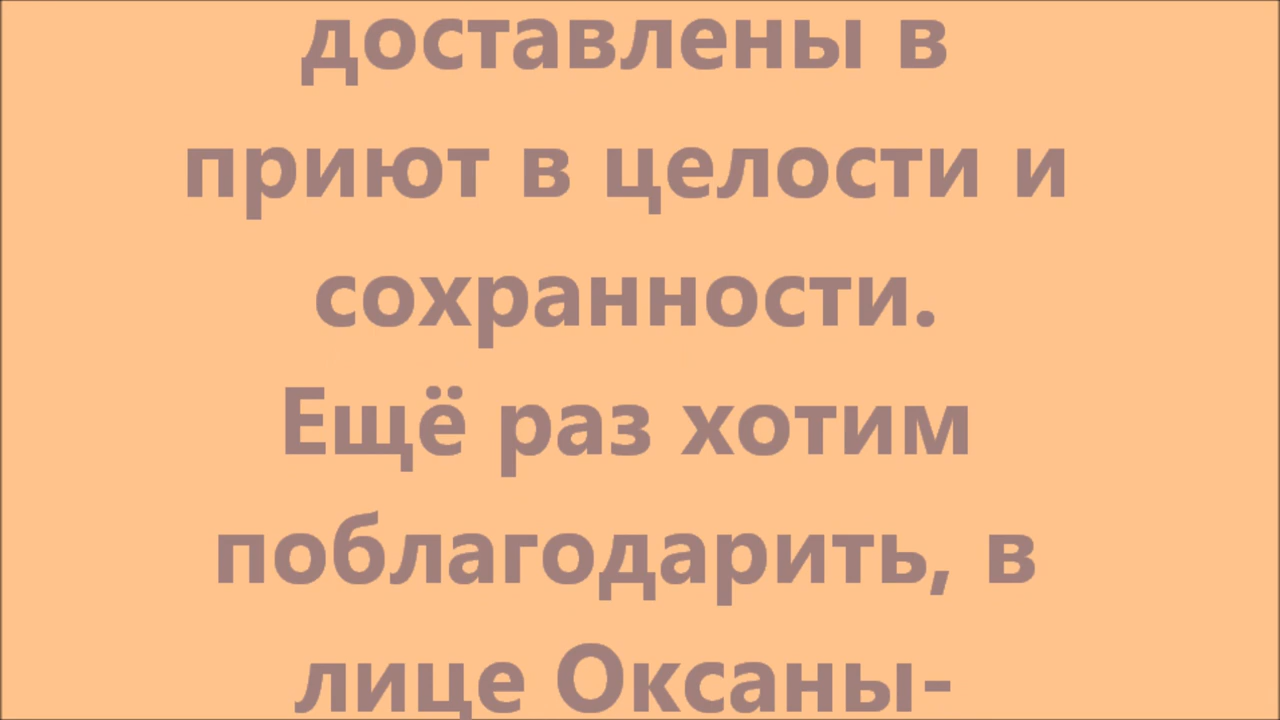 доставлены в
приют в целости и
сохранности.
Ещё раз хотим
поблагодарить, в
лице Оксаны-